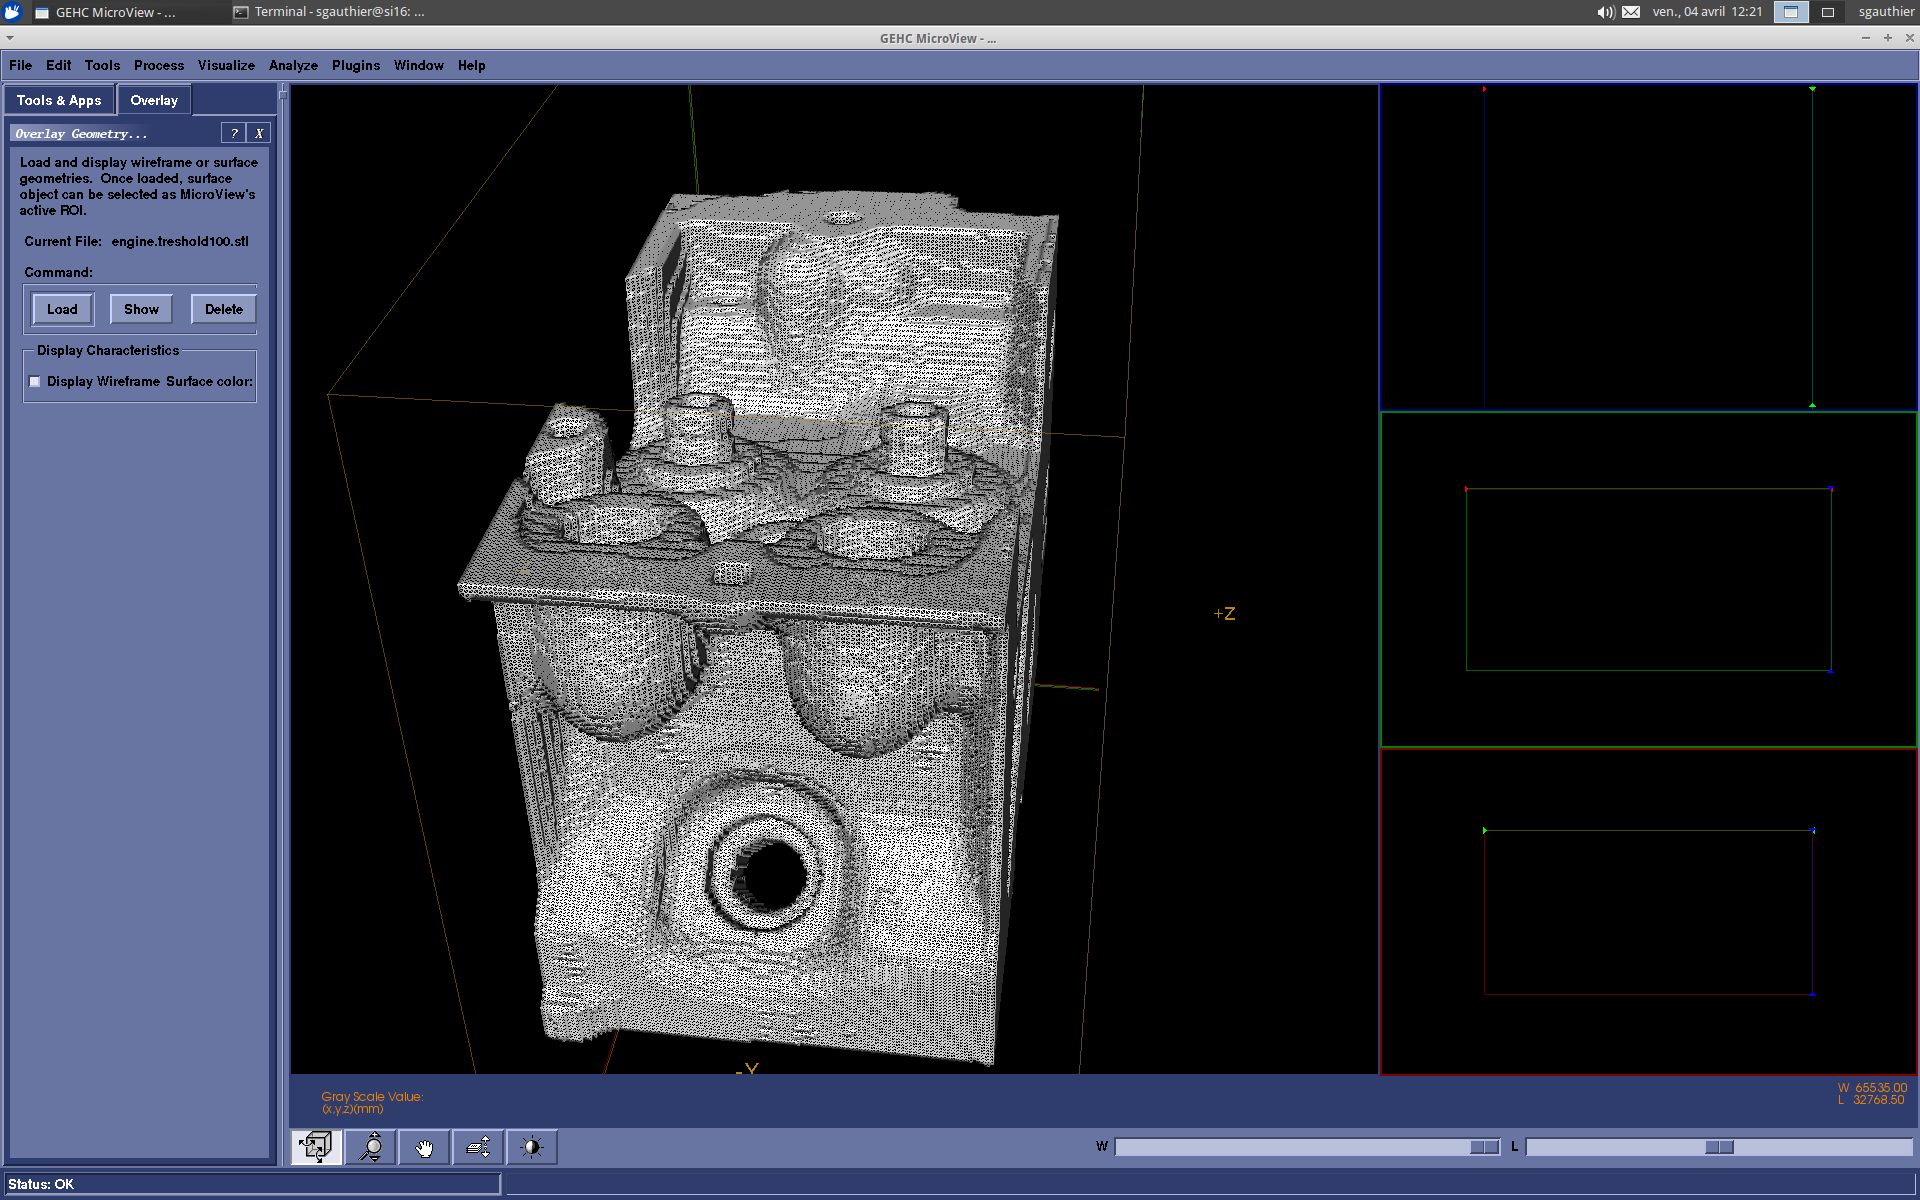 GEHC MicroView - ...
Terminal - sgauthier@si16: ...
ven., 04 avril 12:21
sgauthier
GEHC MicroView - ...
File Edit Tools Process Visualize Analyze Plugins Window Help
Tools & Apps Overlay
Overlay Geometry...
? X
Load and display wireframe or surface
geometries. Once loaded, surface
object can be selected as MicroView's
active ROI.
Current File: engine.treshold100.stl
Command:
Load Show Delete
Display Characteristics
Display Wireframe Surface color:
+Z
-Y
Gray Scale Value:
(x,y,z)(mm)
W 65535.00
L 32768.50
W
L
Status: OK